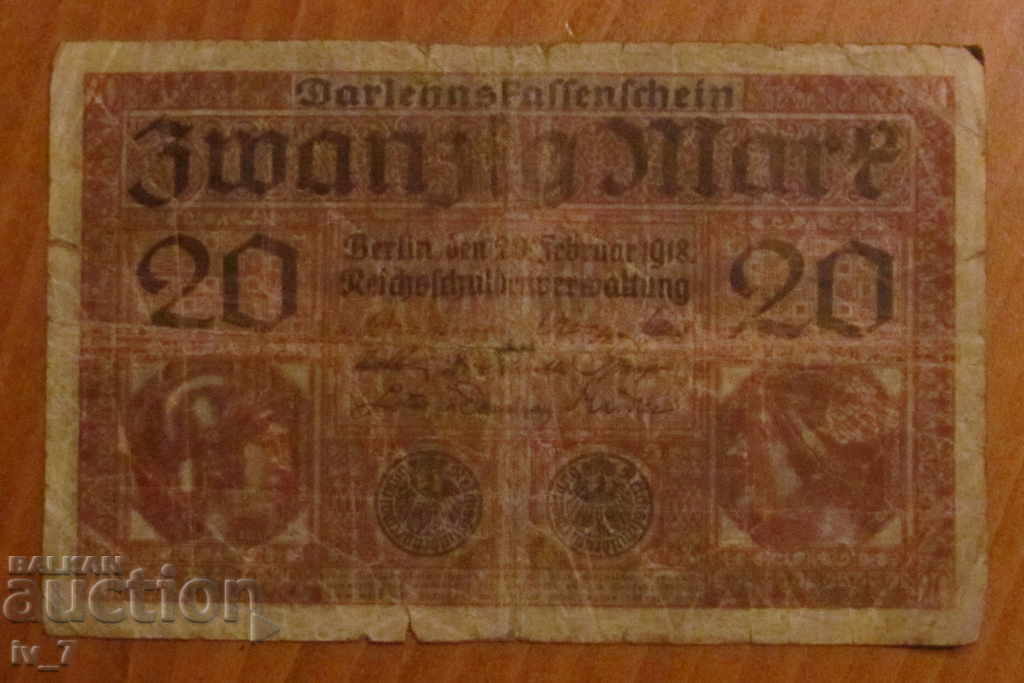 Darlehnskassenschein
Zwanzig Mark
20 20
Berlin, den 20. Februar 1918.
Reichsschuldenverwaltung
BALKAN
auction
iv_7